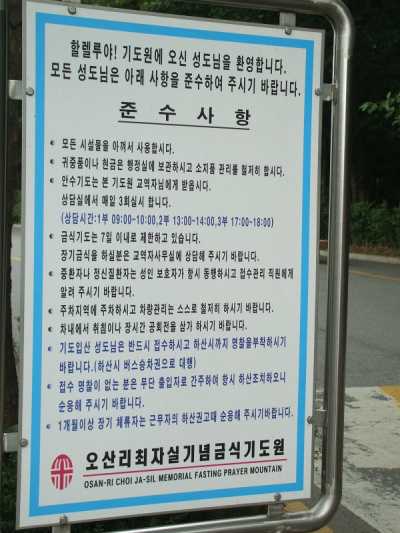 할렐루야! 기도원에 오신 성도님을 환영합니다.
모든 성도님은 아래 사항을 준수하여 주시기 바랍니다.
준수사항
• 모든 시설물을 아껴서 사용합시다.
• 귀중품이나 현금은 행정실에 보관하시고 소지품 관리를 철저히 합시다.
• 안수기도는 본 기도원 교역자님에게 받읍시다.
상담실에서 매일 3회실시 합니다.
(상담시간:1부 09:00~10:00,2부 13:00~14:00,3부 17:00~18:00)
• 금식기도는 7일 이내로 제한하고 있습니다.
장기금식을 하실분은 교역자사무실에 상담해 주시기 바랍니다.
• 중환자나 정신질환자는 성인 보호자가 항시 동행하시고 접수관리 직원에게
알려 주시기 바랍니다.
• 주차지역에 주차하시고 차량관리는 스스로 철저히 하시기 바랍니다.
• 차내에서 취침이나 장시간 공회전을 삼가 하시기 바랍니다.
• 기도입산 성도님은 반드시 접수하시고 하산시까지 명찰을부착하시기
바랍니다.(하산시 버스승차권으로 대행)
• 접수 명찰이 없는 분은 무단 출입자로 간주하여 항시 하산조치하오니
순응해 주시기 바랍니다.
• 1개월이상 장기 체류자는 근무자의 하산권고때 순응해 주시기바랍니다.
오산리최자실기념금식기도원
OSAN-RI CHOI JA-SIL MEMORIAL FASTING PRAYER MOUNTAIN